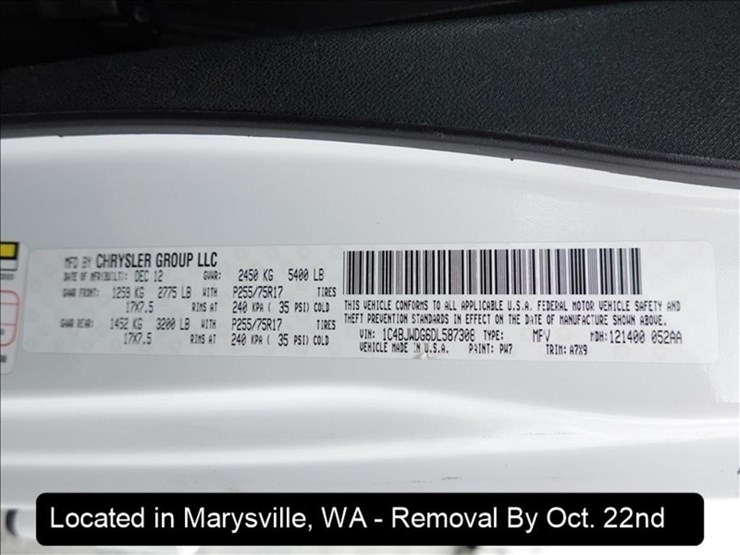 MFD BY CHRYSLER GROUP LLC
DATE OF MFR(BUILT): DEC 12 GVWR: 2450 KG 5400 LB
GAWR FRONT: 1259 KG 2775 LB WITH P255/75R17 TIRES
17X7.5 RIMS AT 240 KPA ( 35 PSI) COLD
GAWR REAR: 1452 KG 3200 LB WITH P255/75R17 TIRES
17X7.5 RIMS AT 240 KPA ( 35 PSI) COLD
THIS VEHICLE CONFORMS TO ALL APPLICABLE U.S.A. FEDERAL MOTOR VEHICLE SAFETY AND
THEFT PREVENTION STANDARDS IN EFFECT ON THE DATE OF MANUFACTURE SHOWN ABOVE.
VIN: 1C4BJWDG6DL587306 TYPE: MFV MDH: 121400 052AA
VEHICLE MADE IN U.S.A. PAINT: PW7 TRIM: A7X9
Located in Marysville, WA - Removal By Oct. 22nd